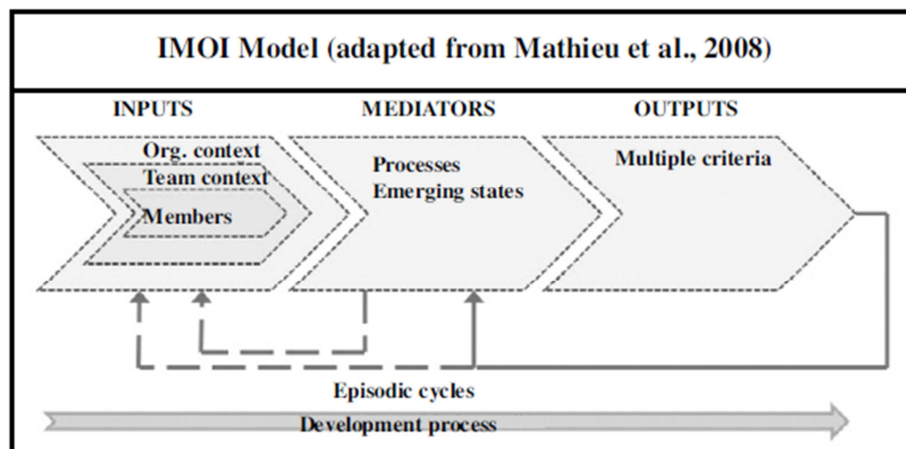 IMOI Model (adapted from Mathieu et al., 2008)
INPUTS
MEDIATORS
OUTPUTS
Org. context
Team context
Members
Processes
Emerging states
Multiple criteria
Episodic cycles
Development process